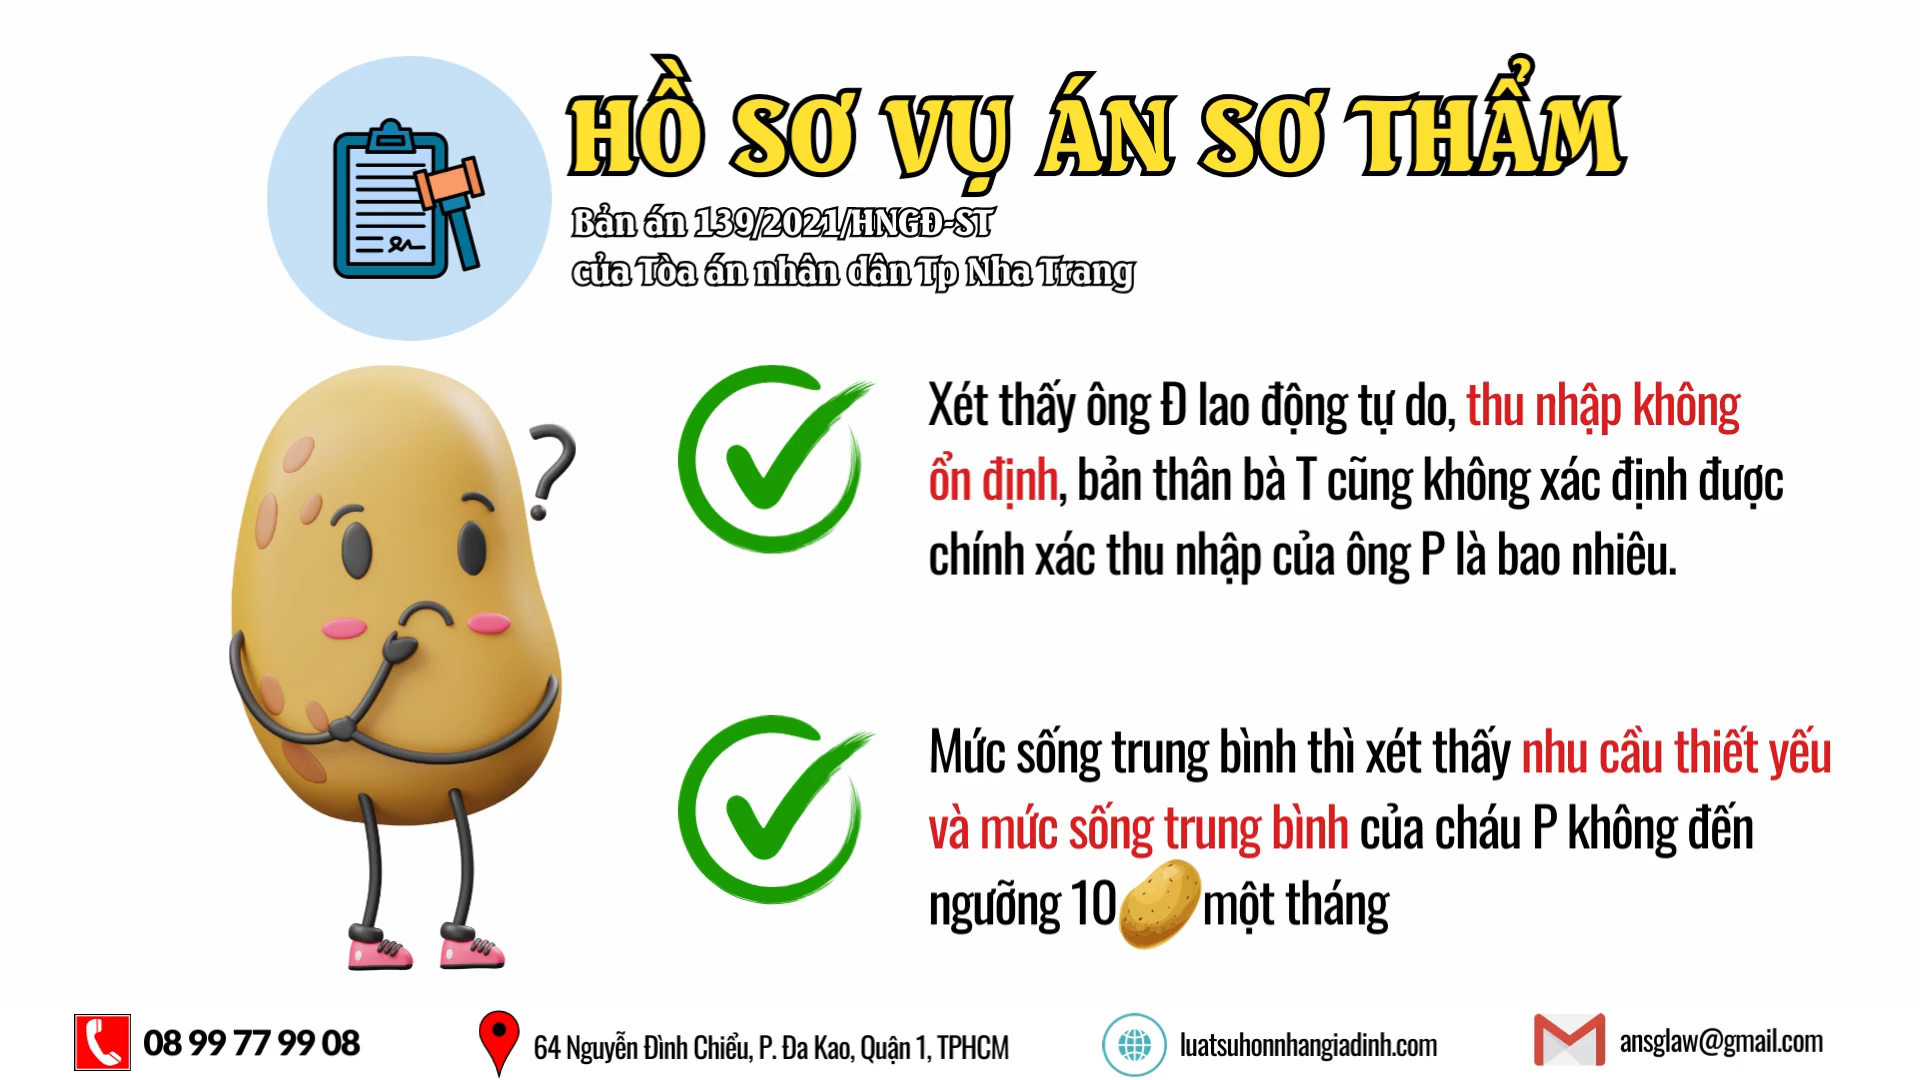 HỒ SƠ VỤ ÁN SƠ THẨM
Bản án 139/2021/HNGĐ-ST
của Tòa án nhân dân Tp Nha Trang
Xét thấy ông Đ lao động tự do, thu nhập không
ổn định, bản thân bà T cũng không xác định được
chính xác thu nhập của ông P là bao nhiêu.
Mức sống trung bình thì xét thấy nhu cầu thiết yếu
và mức sống trung bình của cháu P không đến
ngưỡng 10 một tháng
08 99 77 99 08
64 Nguyễn Đình Chiểu, P. Đa Kao, Quận 1, TPHCM
luatsuhonnhangiadinh.com
ansglaw@gmail.com